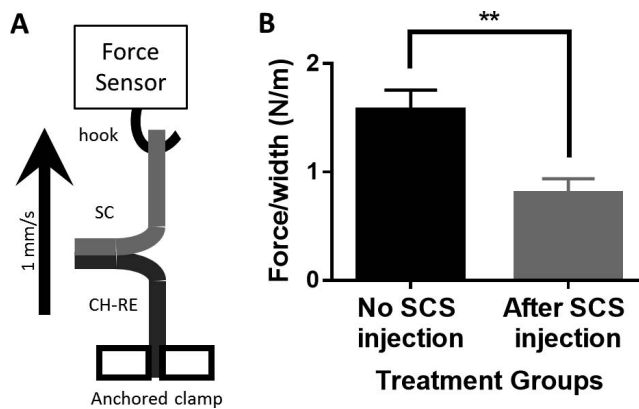 A
Force
Sensor
hook
SC
1 mm/s
CH-RE
Anchored clamp
B
**
Force/width (N/m)
2
1
0
No SCS
injection
After SCS
injection
Treatment Groups